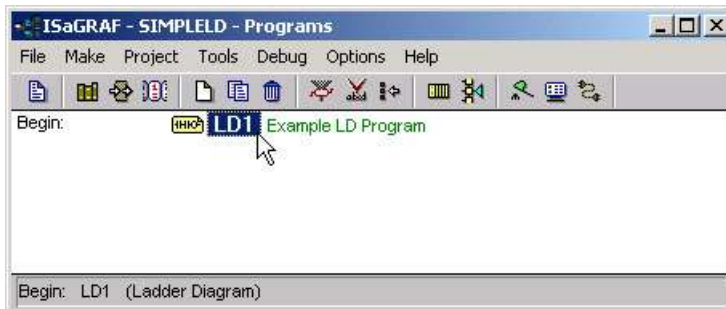 ISaGRAF - SIMPLELD - Programs
File Make Project Tools Debug Options Help
Begin: LD1 Example LD Program
Begin: LD1 (Ladder Diagram)